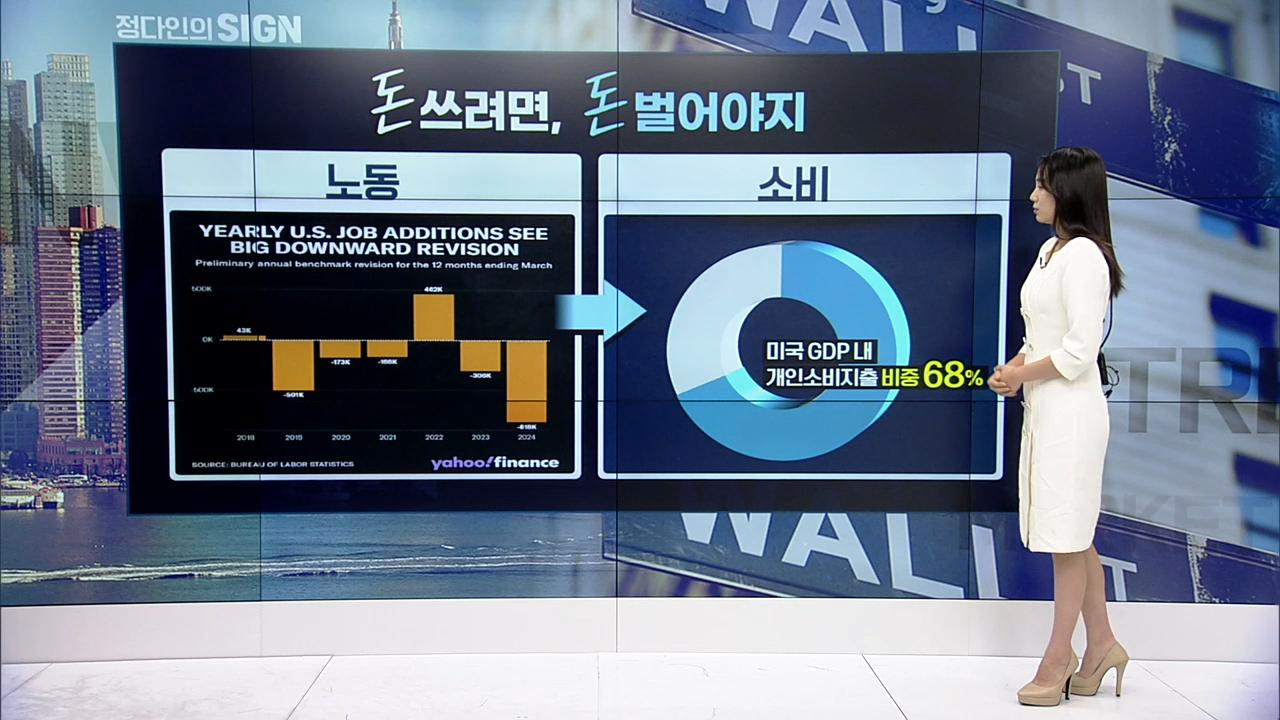 정다인의 SIGN
WALL
ST
돈 쓰려면, 돈 벌어야지
노동
YEARLY U.S. JOB ADDITIONS SEE
BIG DOWNWARD REVISION
Preliminary annual benchmark revision for the 12 months ending March
500K
0K
500K
43K
-501K
-173K
-166K
462K
-306K
-818K
2018 2019 2020 2021 2022 2023 2024
SOURCE: BUREAU OF LABOR STATISTICS
yahoo!finance
소비
미국 GDP 내
개인소비지출 비중 68%
TRE
MARKET
WALL
ST